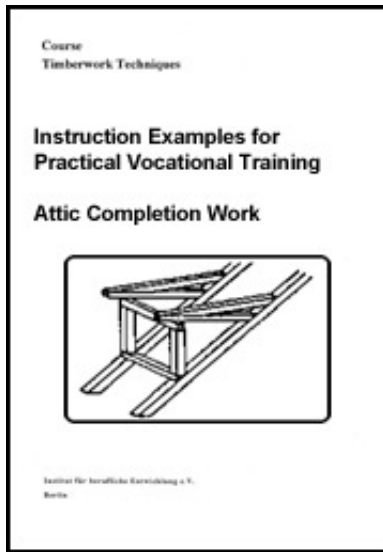 Course
Timberwork Techniques
Instruction Examples for
Practical Vocational Training
Attic Completion Work
Institut für berufliche Entwicklung e.V.
Berlin